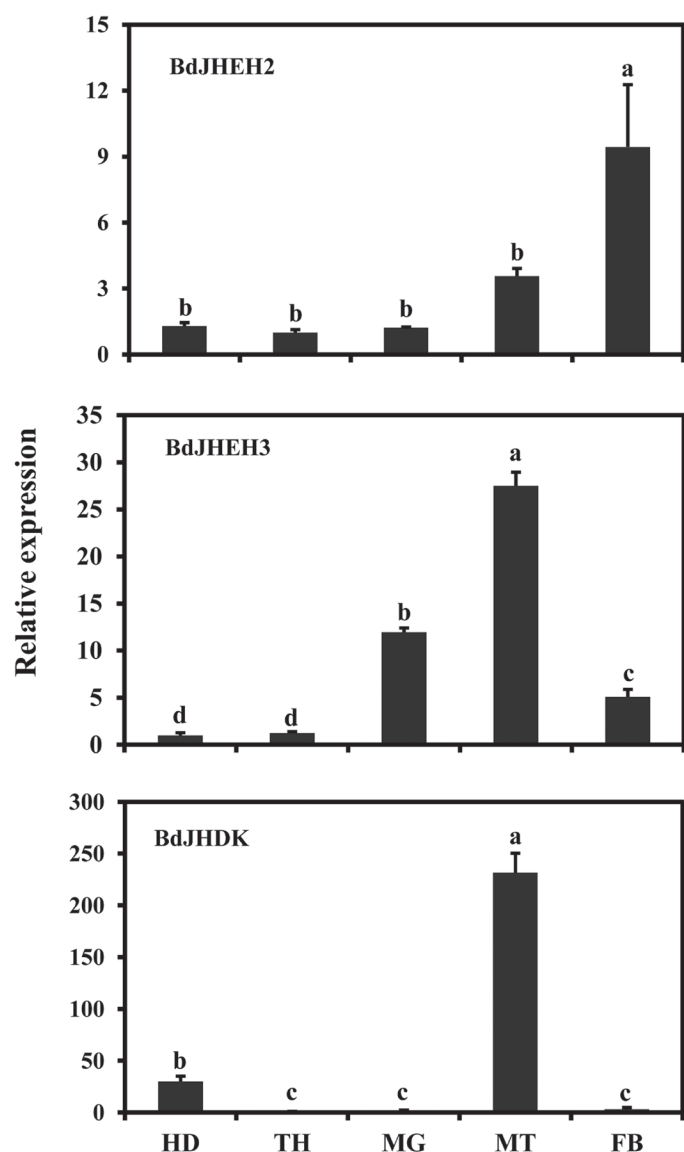 Relative expression
15
12
9
6
3
0
BdJHEH2
b
b
b
b
a
35
30
25
20
15
10
5
0
BdJHEH3
d
d
b
a
c
300
250
200
150
100
50
0
BdJHDK
b
c
c
a
c
HD TH MG MT FB